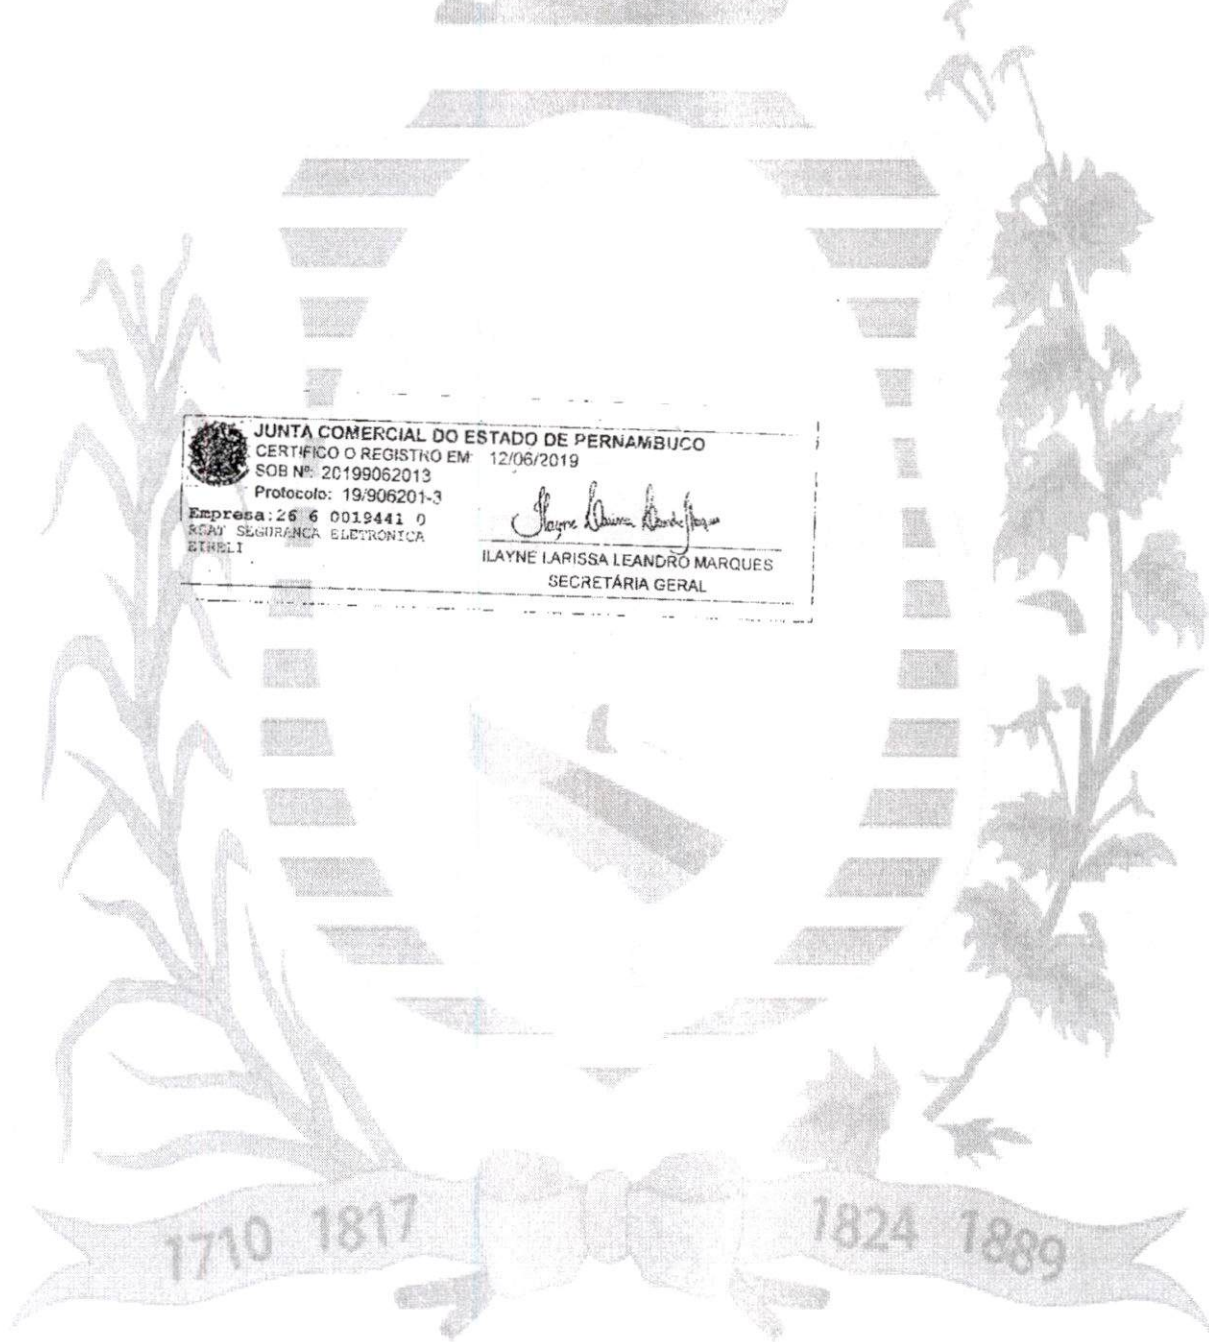 JUNTA COMERCIAL DO ESTADO DE PERNAMBUCO
CERTIFICO O REGISTRO EM: 12/06/2019
SOB Nº: 20199062013
Protocolo: 19/906201-3
Empresa:26 6 0019441 0
SEGURANCA ELETRONICA
EIRELI
ILAYNE LARISSA LEANDRO MARQUES
SECRETÁRIA GERAL
1710 1817 1824 1889